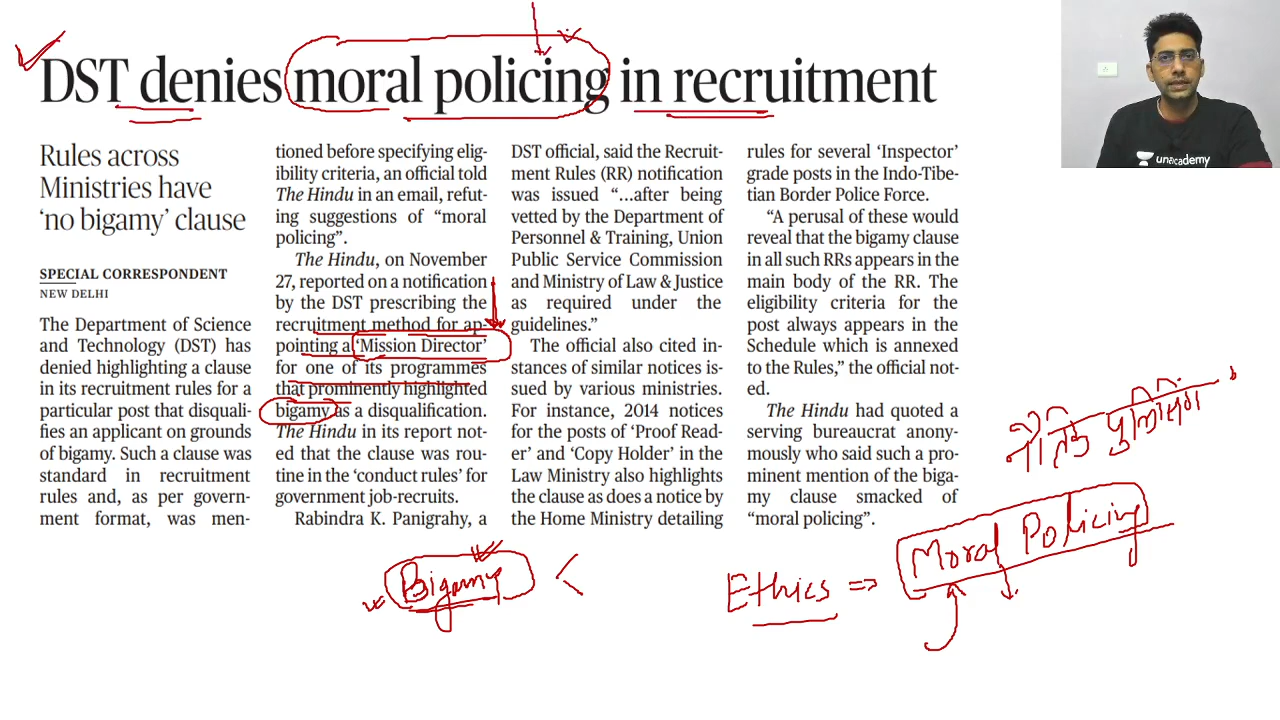 DST denies moral policing in recruitment
Rules across
Ministries have
‘no bigamy’ clause
SPECIAL CORRESPONDENT
NEW DELHI
The Department of Science
and Technology (DST) has
denied highlighting a clause
in its recruitment rules for a
particular post that disquali-
fies an applicant on grounds
of bigamy. Such a clause was
standard in recruitment
rules and, as per govern-
ment format, was men-
tioned before specifying elig-
ibility criteria, an official told
The Hindu in an email, refut-
ing suggestions of “moral
policing”.
The Hindu, on November
27, reported on a notification
by the DST prescribing the
recruitment method for ap-
pointing a ‘Mission Director’
for one of its programmes
that prominently highlighted
bigamy as a disqualification.
The Hindu in its report not-
ed that the clause was rou-
tine in the ‘conduct rules’ for
government job-recruits.
Rabindra K. Panigrahy, a
DST official, said the Recruit-
ment Rules (RR) notification
was issued “...after being
vetted by the Department of
Personnel & Training, Union
Public Service Commission
and Ministry of Law & Justice
as required under the
guidelines.”
The official also cited in-
stances of similar notices is-
sued by various ministries.
For instance, 2014 notices
for the posts of ‘Proof Read-
er’ and ‘Copy Holder’ in the
Law Ministry also highlights
the clause as does a notice by
the Home Ministry detailing
rules for several ‘Inspector’
grade posts in the Indo-Tibe-
tian Border Police Force.
“A perusal of these would
reveal that the bigamy clause
in all such RRs appears in the
main body of the RR. The
eligibility criteria for the
post always appears in the
Schedule which is annexed
to the Rules,” the official not-
ed.
The Hindu had quoted a
serving bureaucrat anony-
mously who said such a pro-
minent mention of the biga-
my clause smacked of
“moral policing”.
unacademy
नैतिक पुलिसिंग
Bigamy
Ethics ⇒ Moral Policing